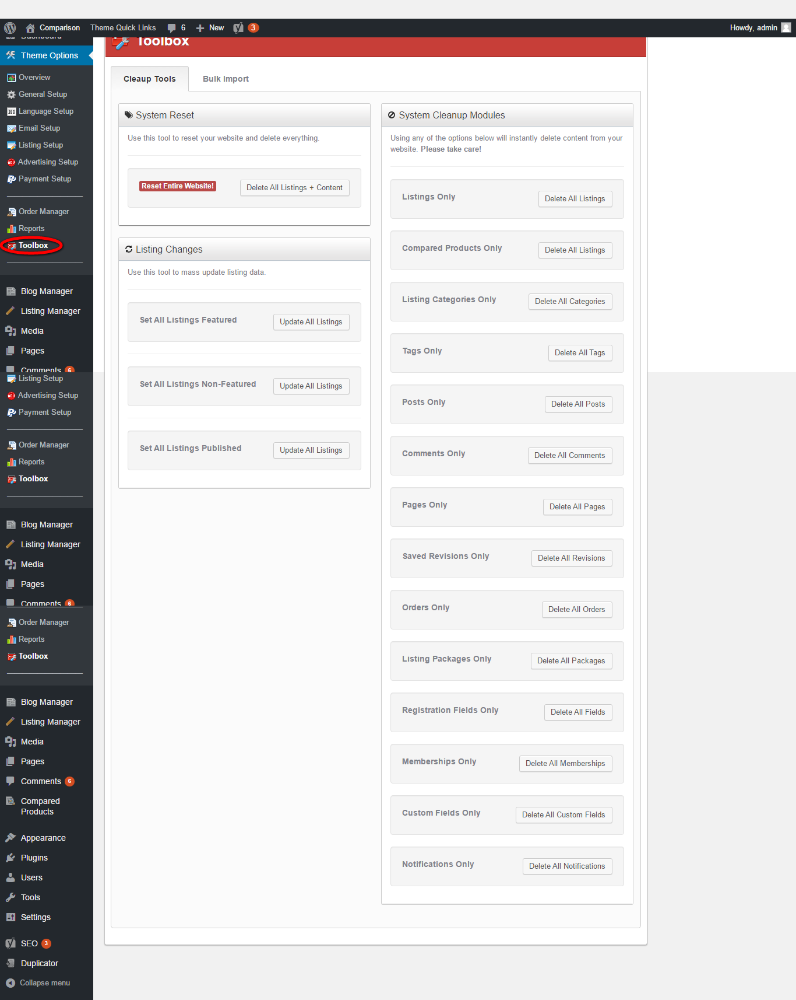 Comparison
Theme Quick Links
6
New
3
Howdy, admin
Dashboard
Theme Options
Overview
General Setup
Language Setup
Email Setup
Listing Setup
Advertising Setup
Payment Setup
Order Manager
Reports
Toolbox
Blog Manager
Listing Manager
Media
Pages
Comments 6
Listing Setup
Advertising Setup
Payment Setup
Order Manager
Reports
Toolbox
Blog Manager
Listing Manager
Media
Pages
Comments 6
Order Manager
Reports
Toolbox
Blog Manager
Listing Manager
Media
Pages
Comments 6
Compared
Products
Appearance
Plugins
Users
Tools
Settings
SEO 3
Duplicator
Collapse menu
Toolbox
Cleaup Tools
Bulk Import
System Reset
Use this tool to reset your website and delete everything.
Reset Entire Website!
Delete All Listings + Content
Listing Changes
Use this tool to mass update listing data.
Set All Listings Featured
Update All Listings
Set All Listings Non-Featured
Update All Listings
Set All Listings Published
Update All Listings
System Cleanup Modules
Using any of the options below will instantly delete content from your
website. Please take care!
Listings Only
Delete All Listings
Compared Products Only
Delete All Listings
Listing Categories Only
Delete All Categories
Tags Only
Delete All Tags
Posts Only
Delete All Posts
Comments Only
Delete All Comments
Pages Only
Delete All Pages
Saved Revisions Only
Delete All Revisions
Orders Only
Delete All Orders
Listing Packages Only
Delete All Packages
Registration Fields Only
Delete All Fields
Memberships Only
Delete All Memberships
Custom Fields Only
Delete All Custom Fields
Notifications Only
Delete All Notifications